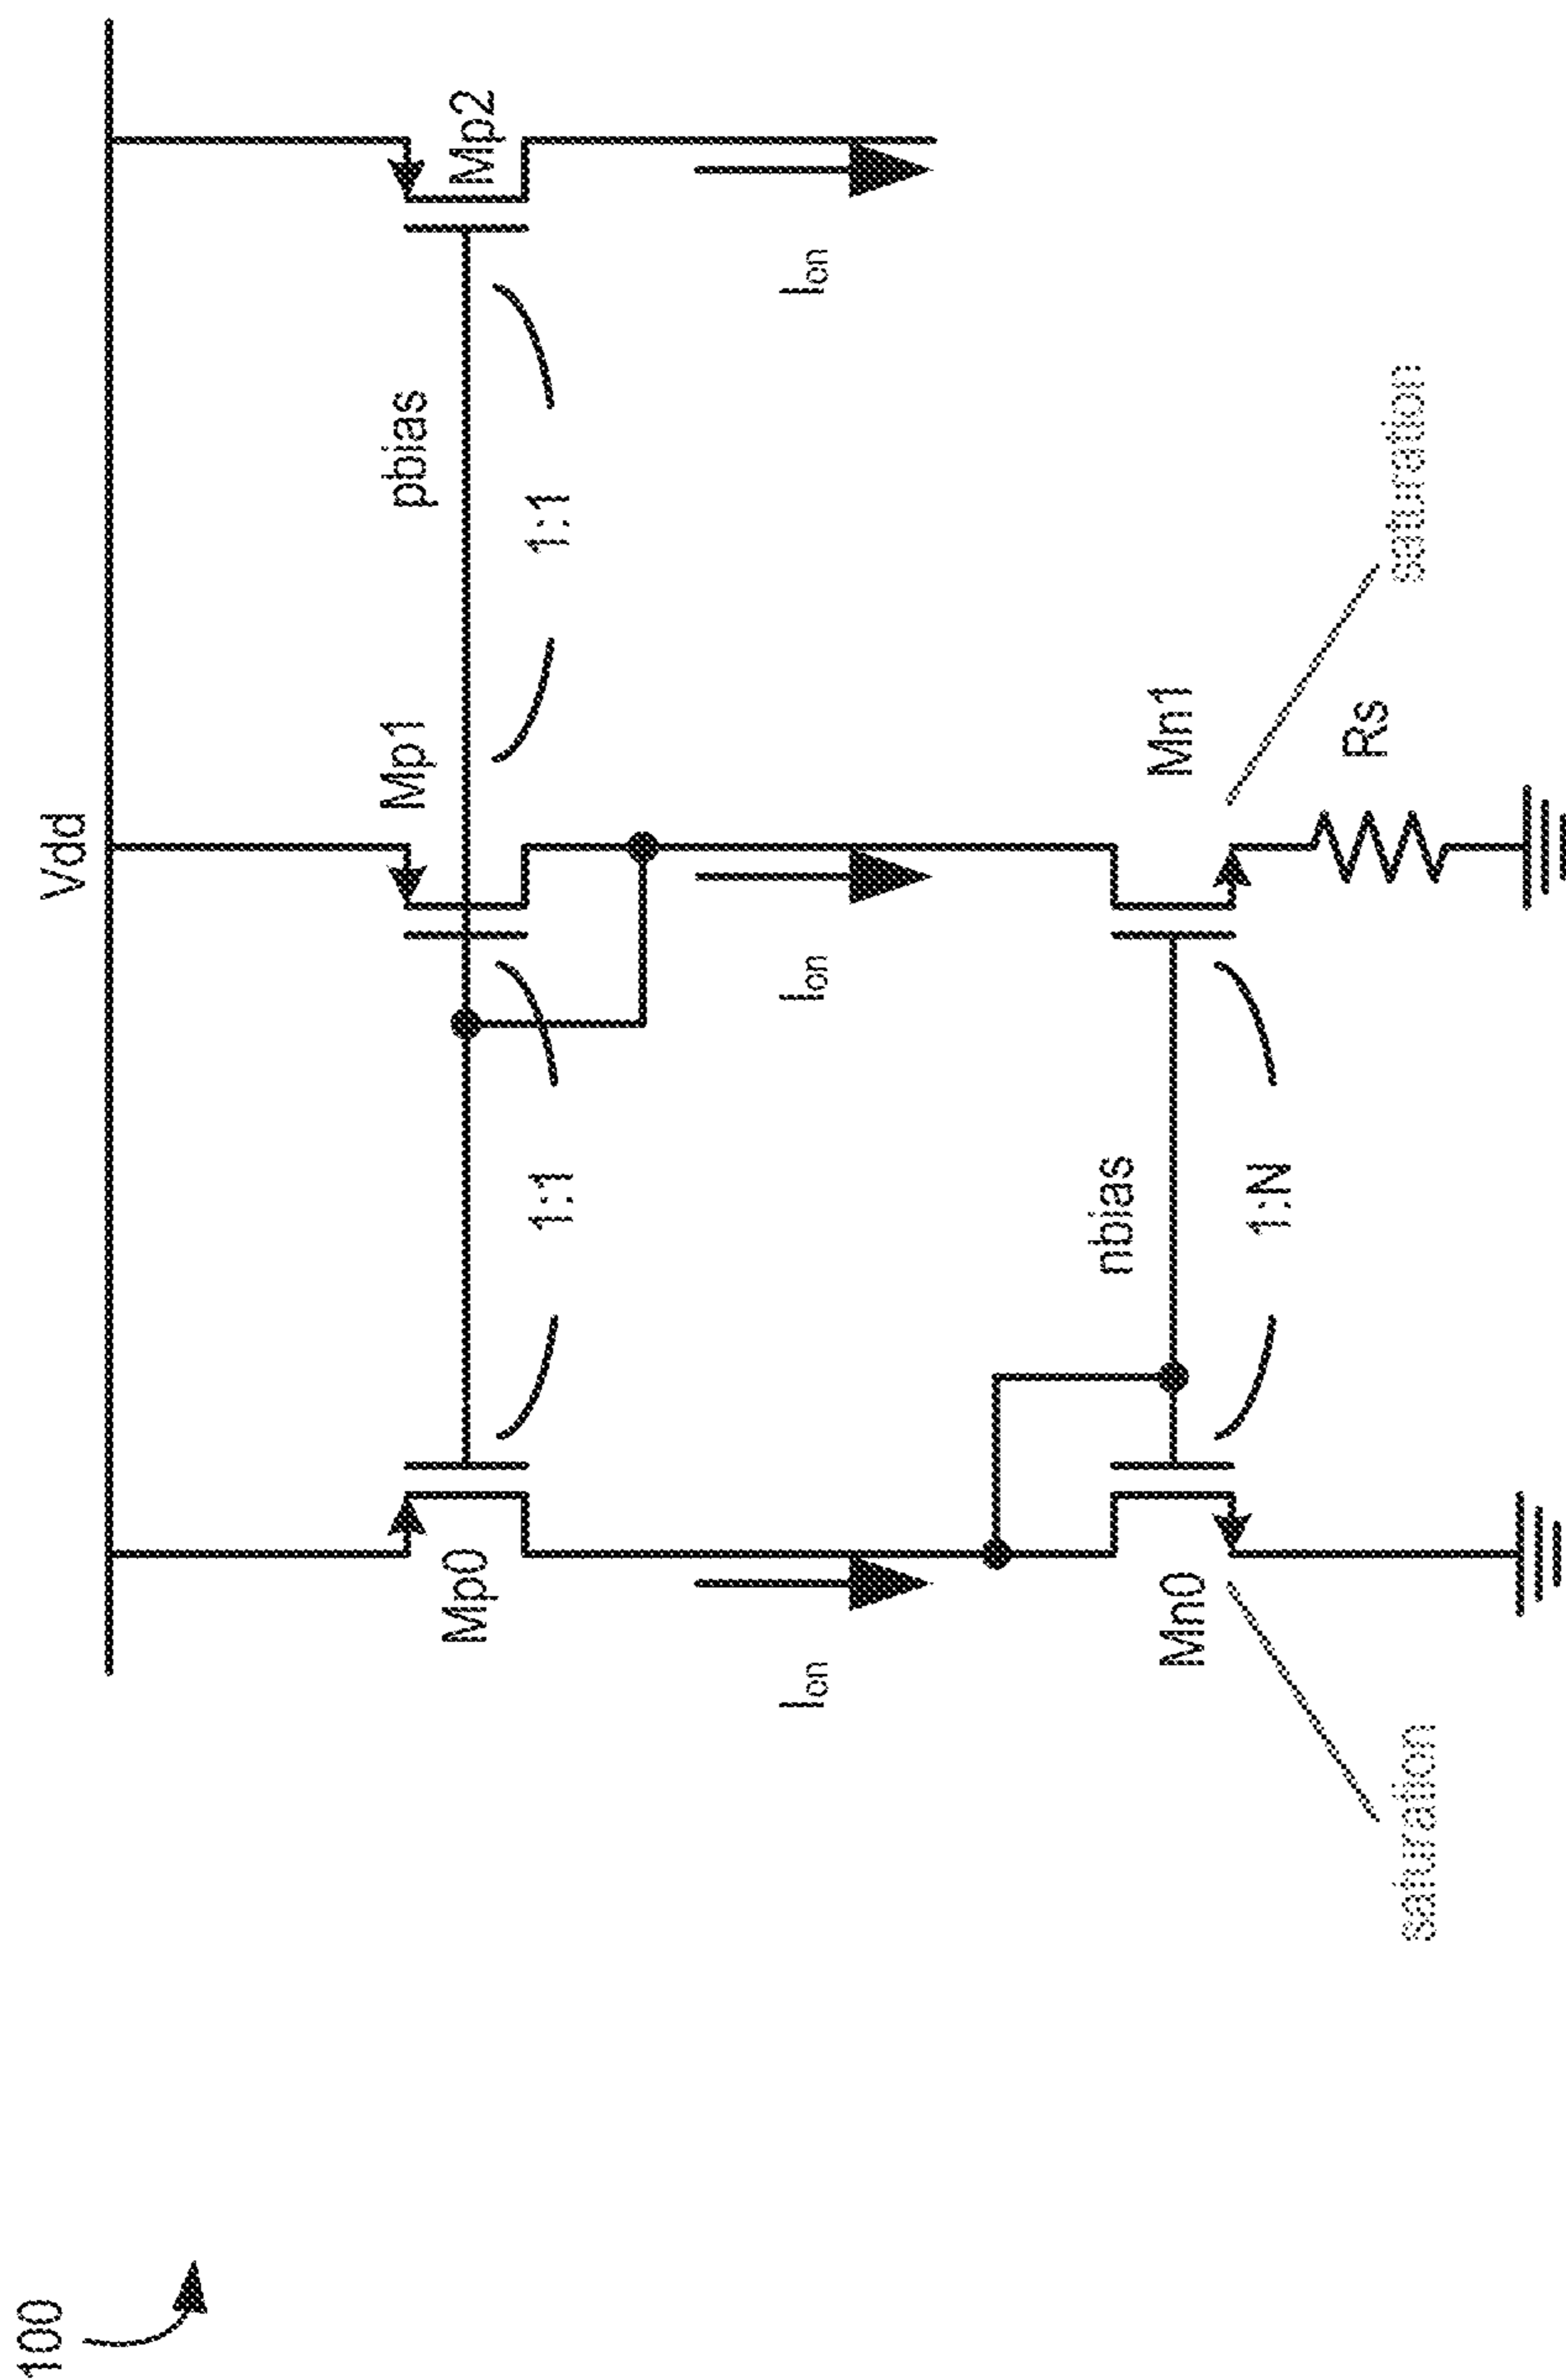 100
Vdd
Mp0
Mp1
Mp2
pbias
1:1
1:1
Ion
Ion
Ion
nbias
Mn0
Mn1
1:N
Rs
saturation
saturation